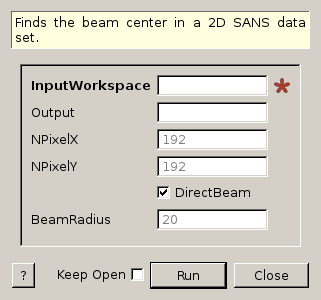 Finds the beam center in a 2D SANS data
set.
InputWorkspace *
Output
NPixelX 192
NPixelY 192
DirectBeam
BeamRadius 20
? Keep Open Run Close